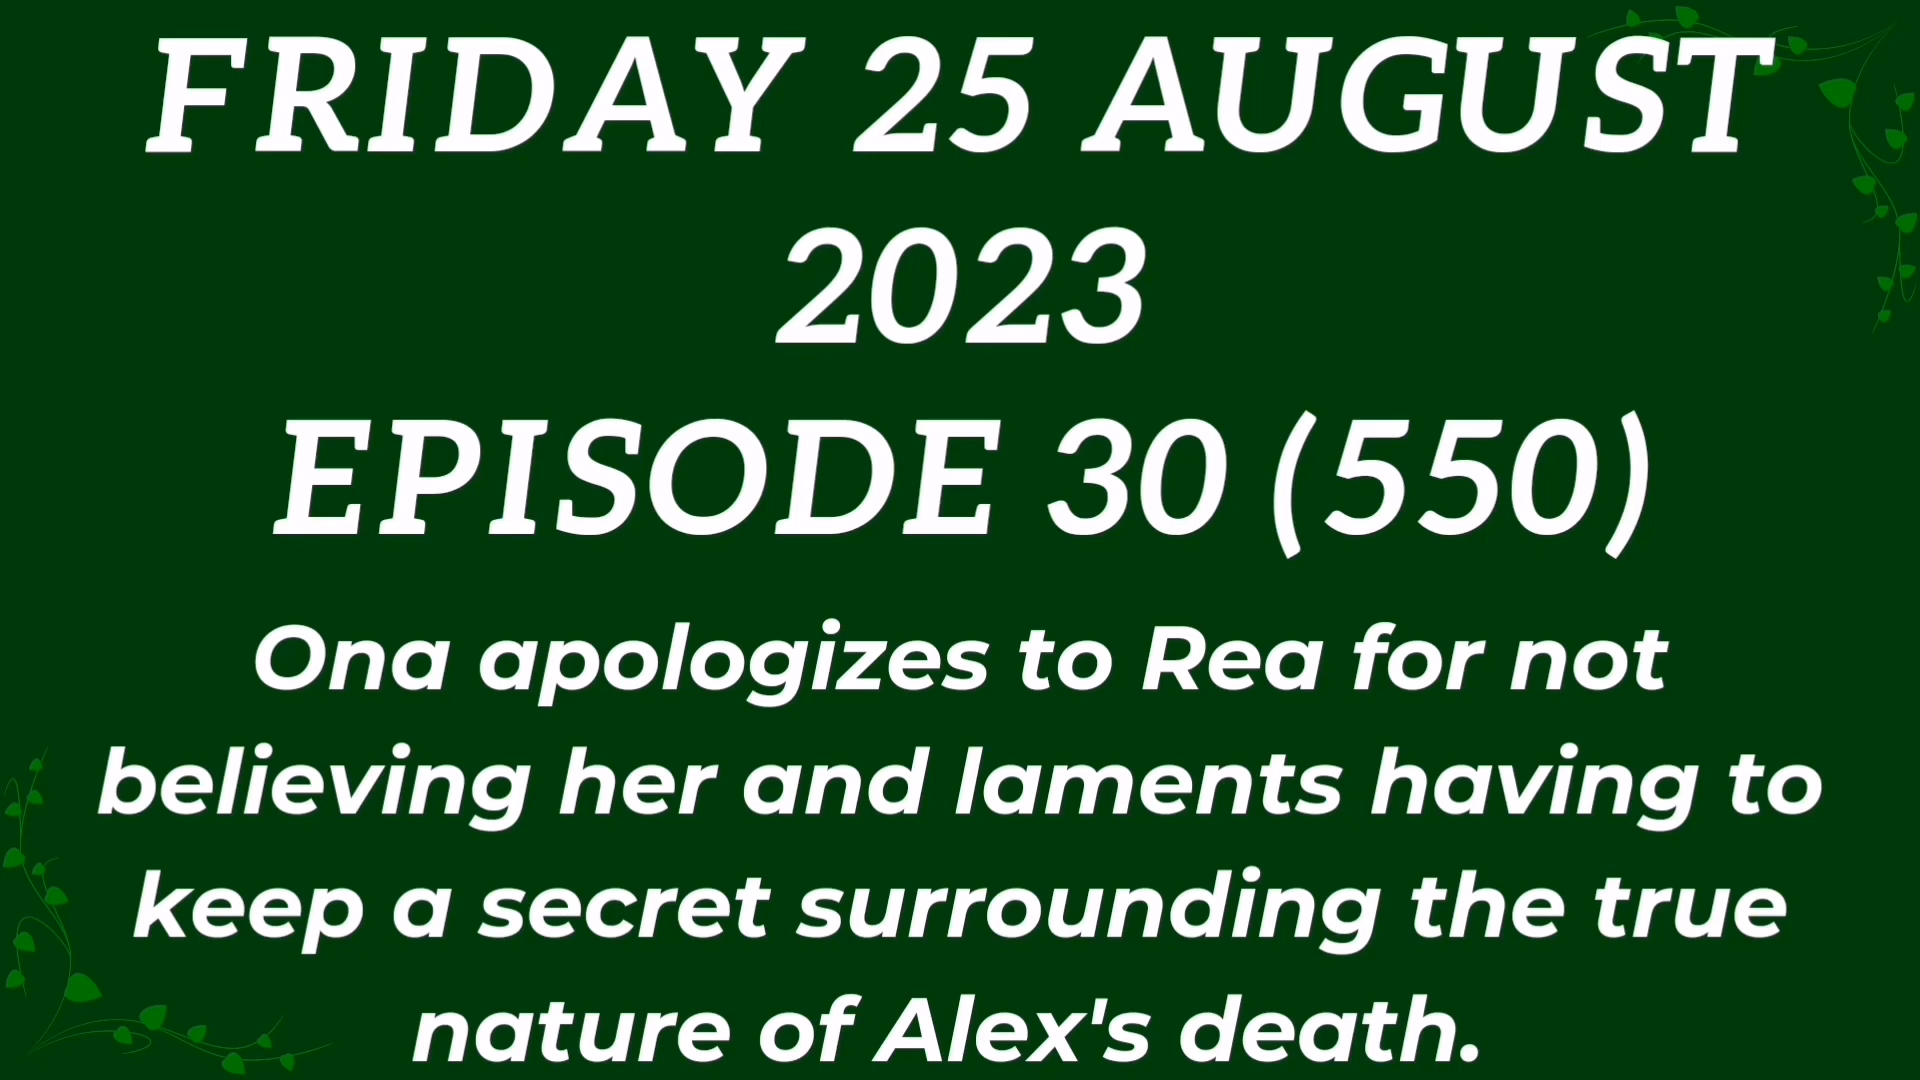 FRIDAY 25 AUGUST
2023
EPISODE 30 (550)
Ona apologizes to Rea for not
believing her and laments having to
keep a secret surrounding the true
nature of Alex's death.